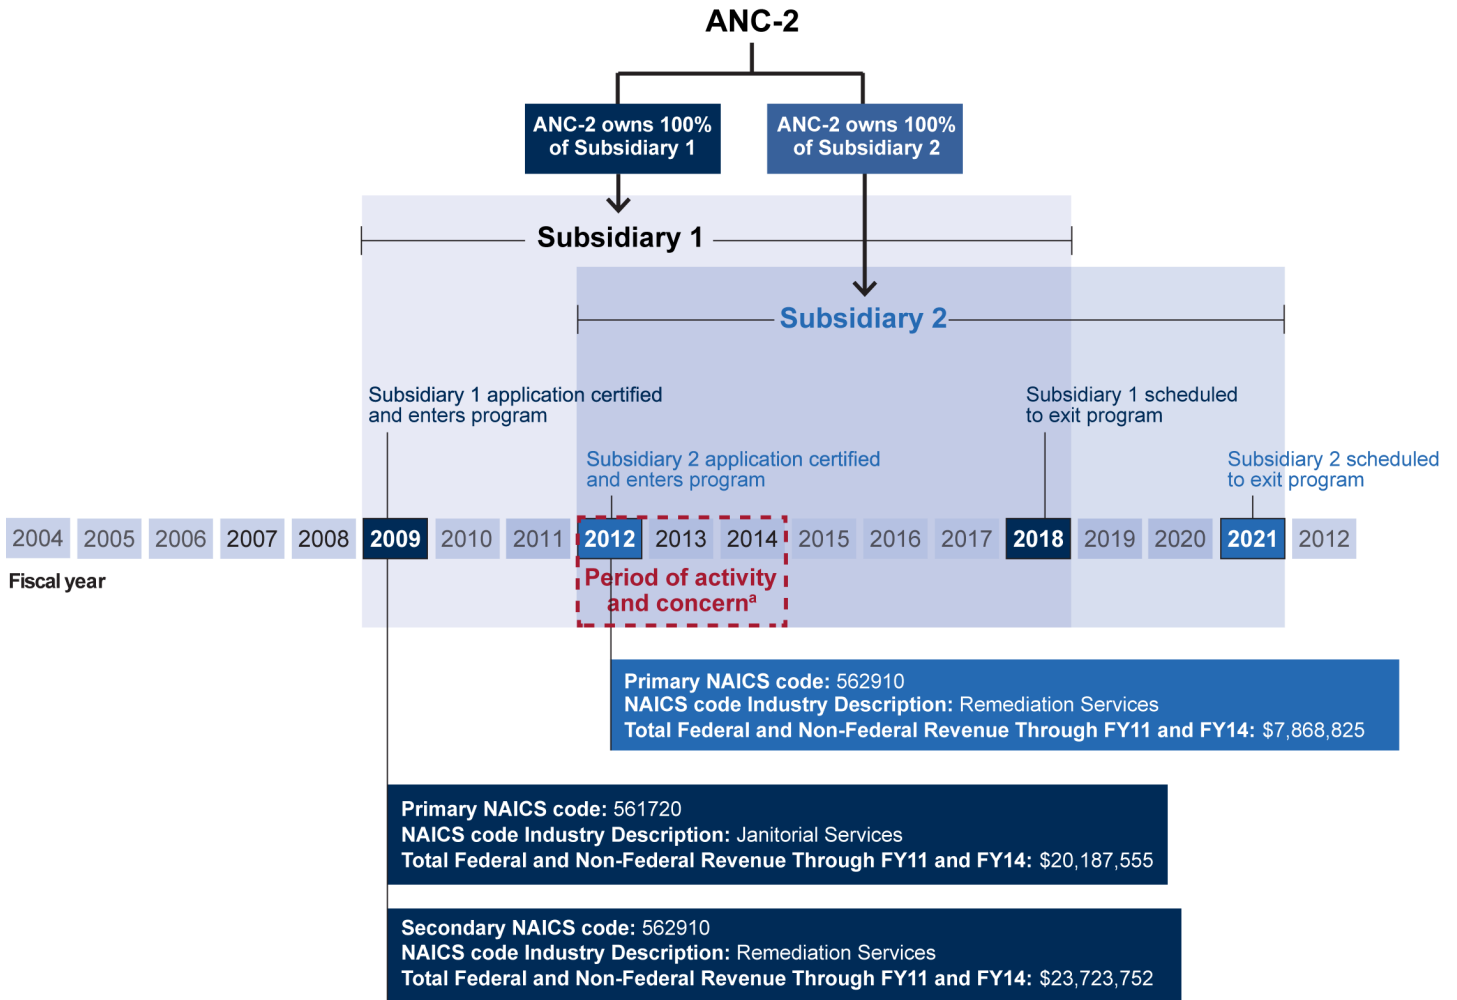 ANC-2
ANC-2 owns 100%
of Subsidiary 1
ANC-2 owns 100%
of Subsidiary 2
Subsidiary 1
Subsidiary 2
Subsidiary 1 application certified
and enters program
Subsidiary 1 scheduled
to exit program
Subsidiary 2 application certified
and enters program
Subsidiary 2 scheduled
to exit program
2004 2005 2006 2007 2008 2009 2010 2011 2012 2013 2014 2015 2016 2017 2018 2019 2020 2021 2012
Fiscal year
Period of activity
and concernᵃ
Primary NAICS code: 562910
NAICS code Industry Description: Remediation Services
Total Federal and Non-Federal Revenue Through FY11 and FY14: $7,868,825
Primary NAICS code: 561720
NAICS code Industry Description: Janitorial Services
Total Federal and Non-Federal Revenue Through FY11 and FY14: $20,187,555
Secondary NAICS code: 562910
NAICS code Industry Description: Remediation Services
Total Federal and Non-Federal Revenue Through FY11 and FY14: $23,723,752